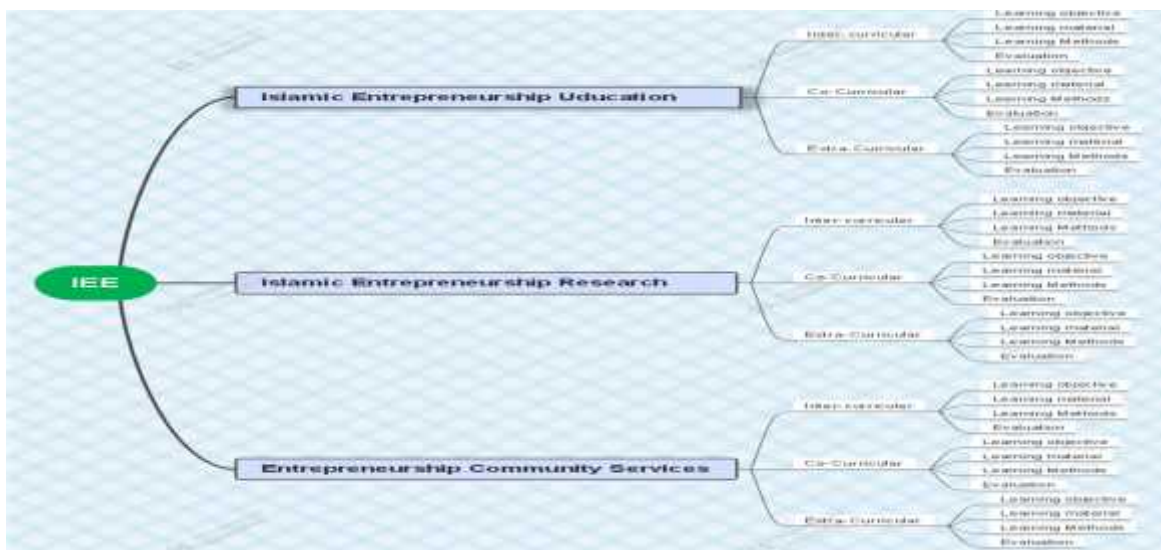 IEE
Islamic Entrepreneurship Uducation
Inter-curricular
Learning objective
Learning material
Learning Methods
Evaluation
Co-Curricular
Learning objective
Learning material
Learning Methods
Evaluation
Extra-Curricular
Learning objective
Learning material
Learning Methods
Evaluation
Islamic Entrepreneurship Research
Inter-curricular
Learning objective
Learning material
Learning Methods
Evaluation
Co-Curricular
Learning objective
Learning material
Learning Methods
Evaluation
Extra-Curricular
Learning objective
Learning material
Learning Methods
Evaluation
Entrepreneurship Community Services
Inter-curricular
Learning objective
Learning material
Learning Methods
Evaluation
Co-Curricular
Learning objective
Learning material
Learning Methods
Evaluation
Extra-Curricular
Learning objective
Learning material
Learning Methods
Evaluation